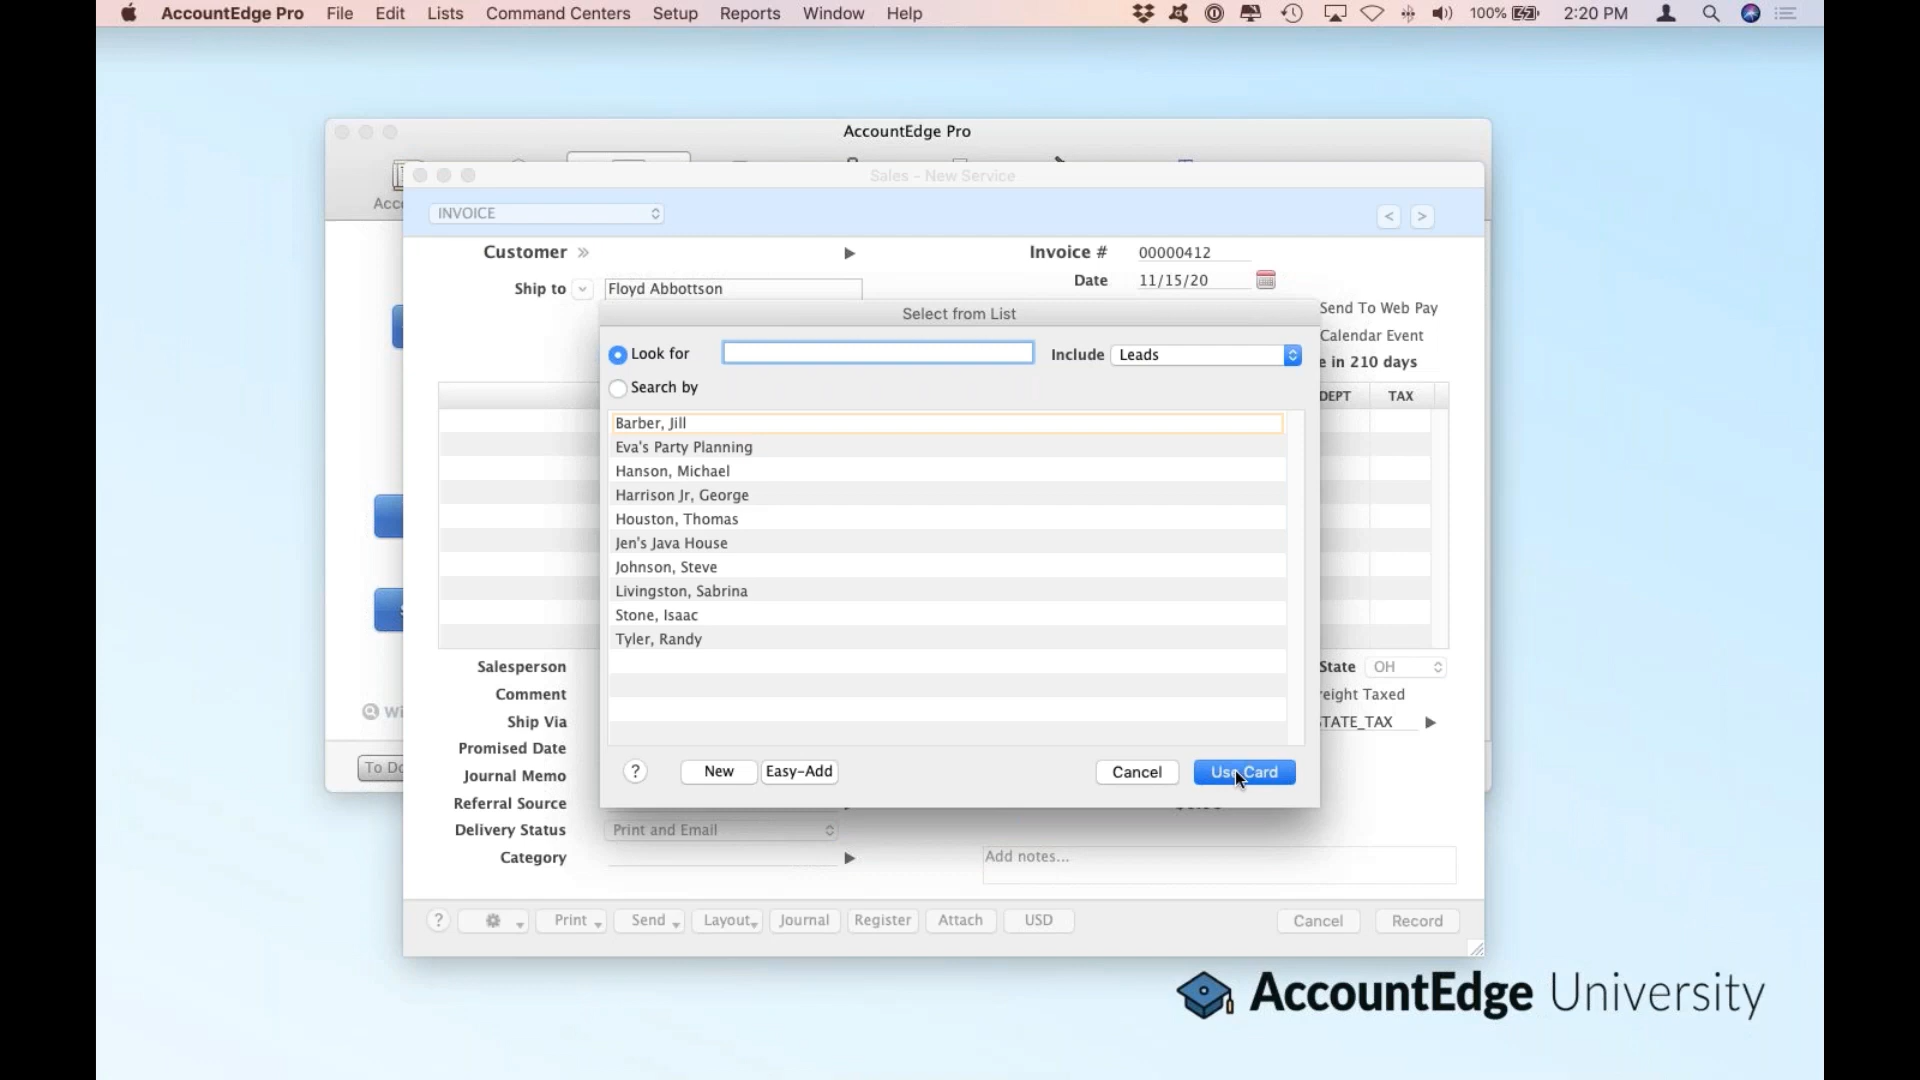 AccountEdge Pro File Edit Lists Command Centers Setup Reports Window Help 100% 2:20 PM
AccountEdge Pro
Sales - New Service
INVOICE < >
Customer » Invoice # 00000412
Date 11/15/20
Ship to Floyd Abbottson
Select from List
Send To Web Pay
Look for Include Leads
Calendar Event
e in 210 days
Search by
DEPT TAX
Barber, Jill
Eva's Party Planning
Hanson, Michael
Harrison Jr, George
Houston, Thomas
Jen's Java House
Johnson, Steve
Livingston, Sabrina
Stone, Isaac
Tyler, Randy
Salesperson State OH
Comment reight Taxed
Ship Via TATE_TAX
Promised Date
To Do
? New Easy-Add Cancel Use Card
Journal Memo
Referral Source
Delivery Status Print and Email
Category Add notes...
? Print Send Layout Journal Register Attach USD Cancel Record
AccountEdge University